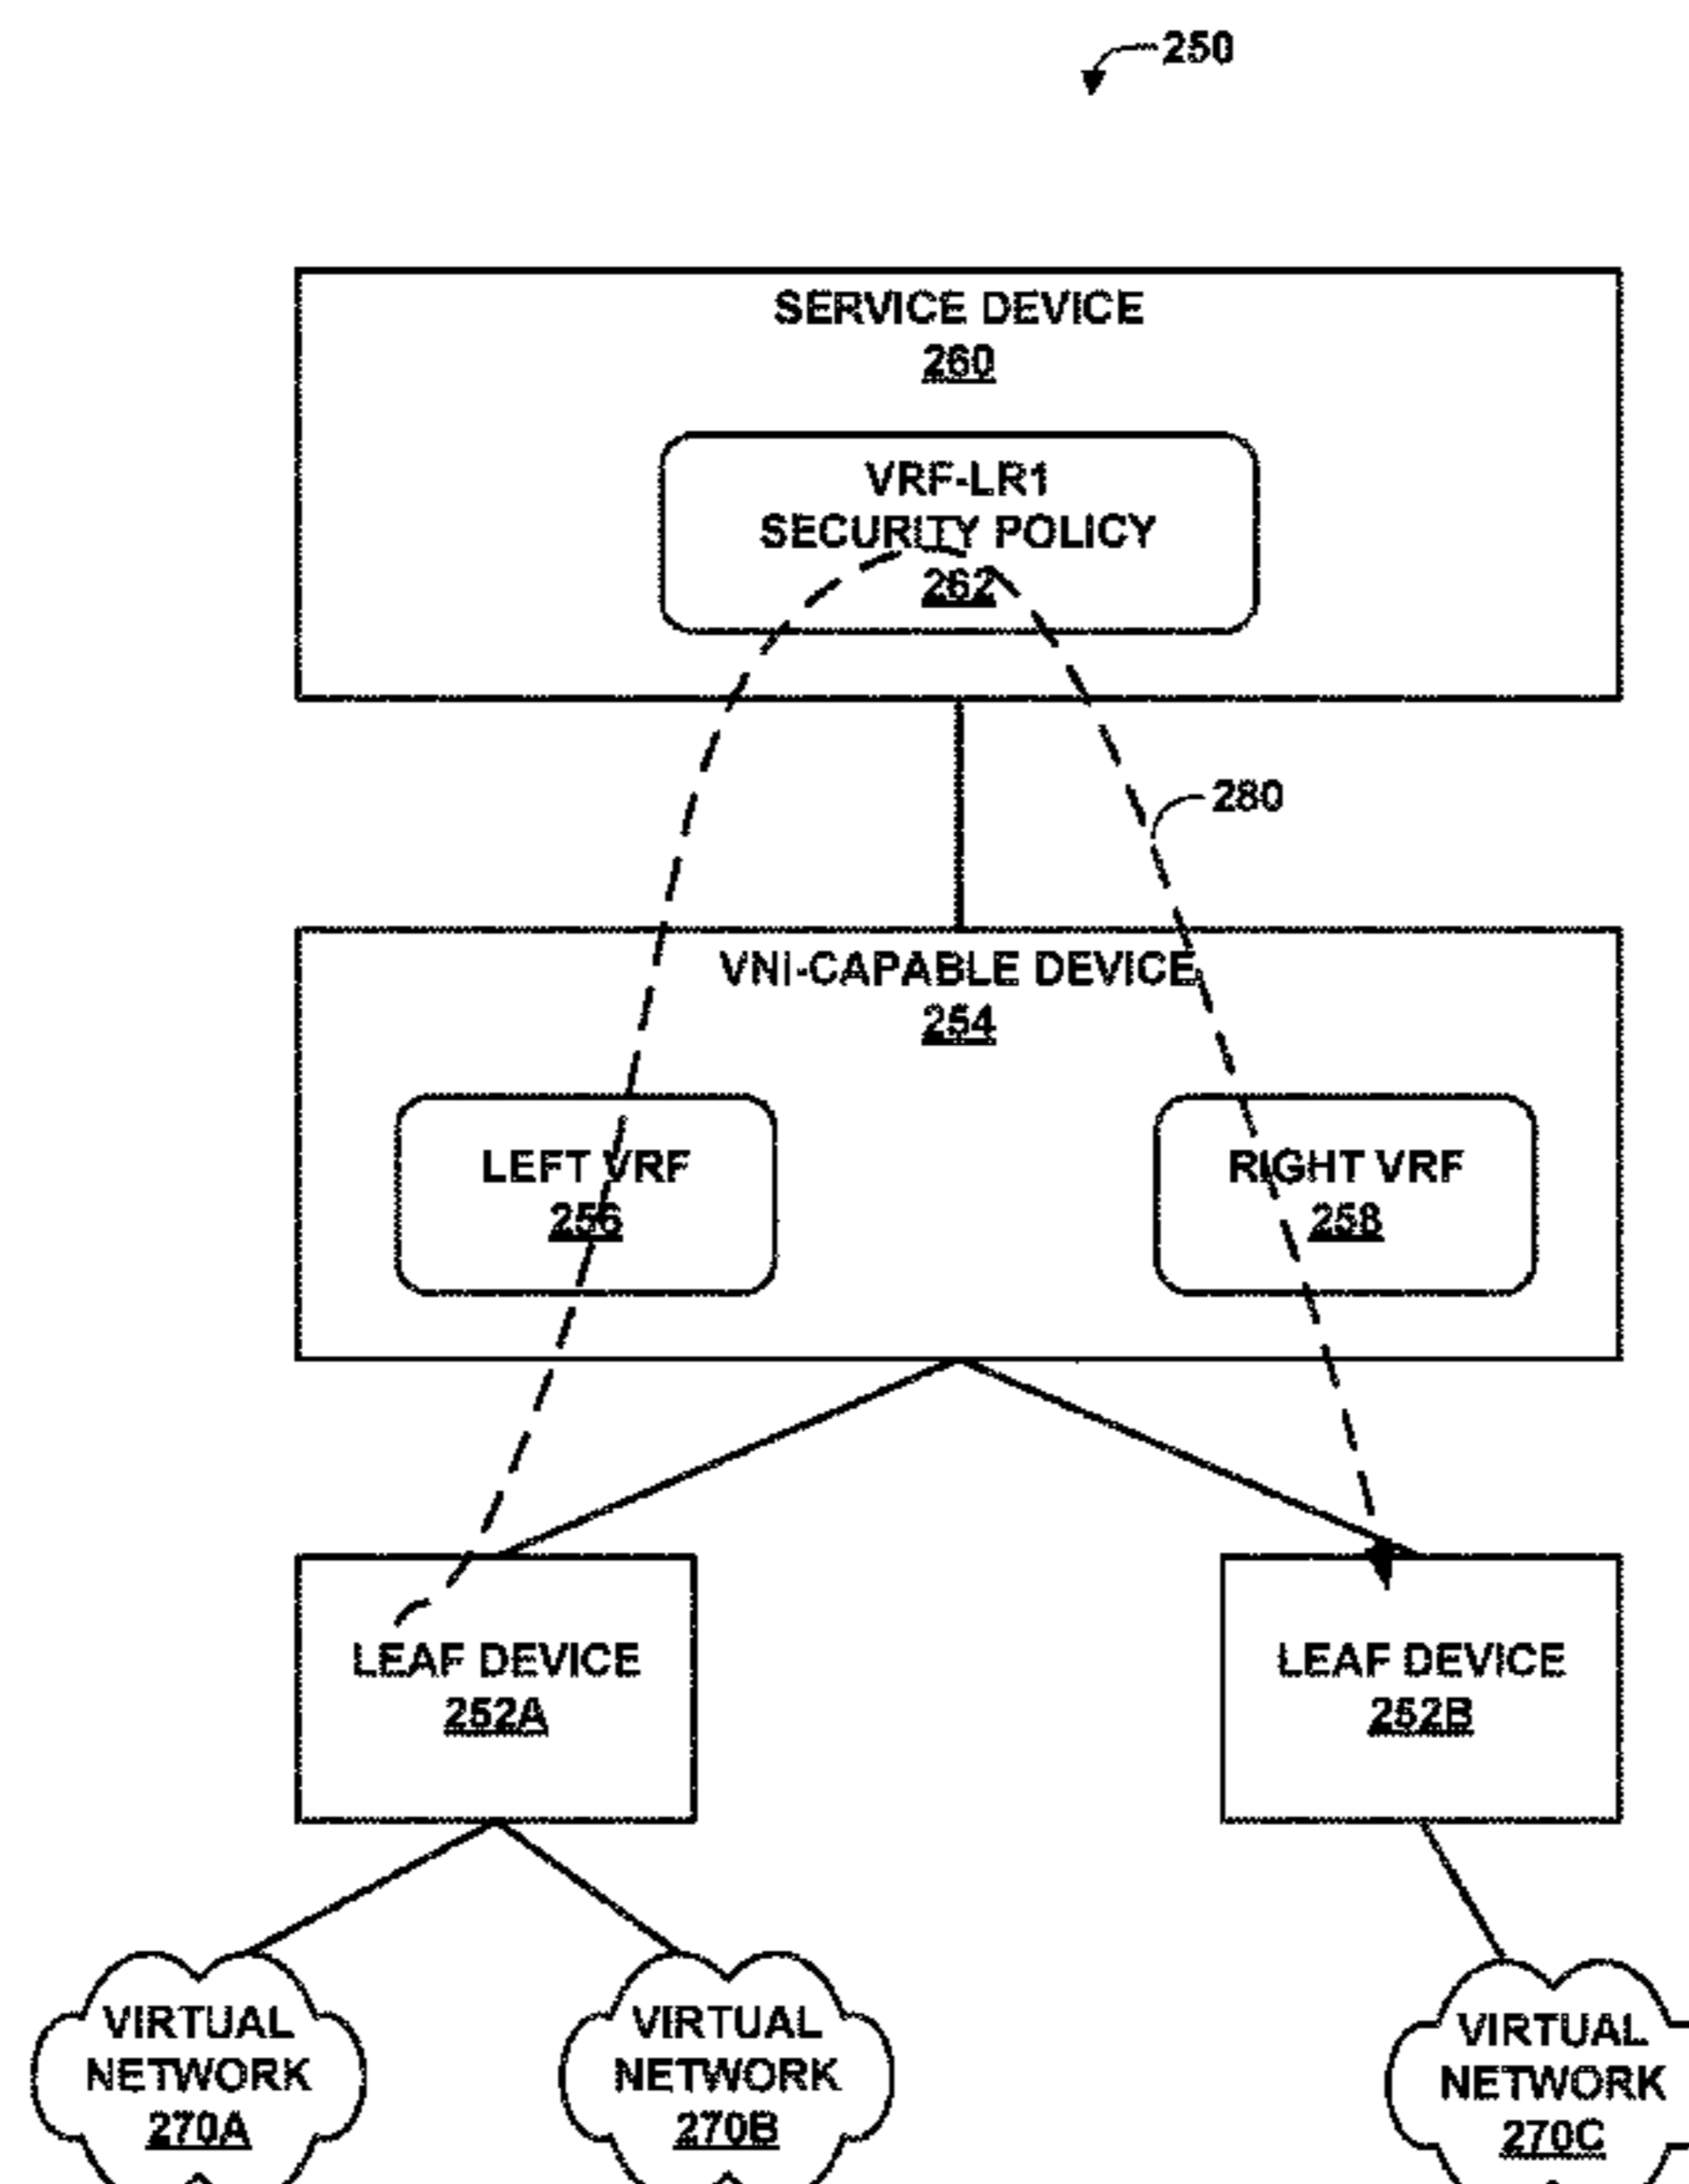 250
SERVICE DEVICE
260
VRF-LR1
SECURITY POLICY
262
280
VNI-CAPABLE DEVICE
254
LEFT VRF
256
RIGHT VRF
258
LEAF DEVICE
252A
LEAF DEVICE
252B
VIRTUAL
NETWORK
270A
VIRTUAL
NETWORK
270B
VIRTUAL
NETWORK
270C